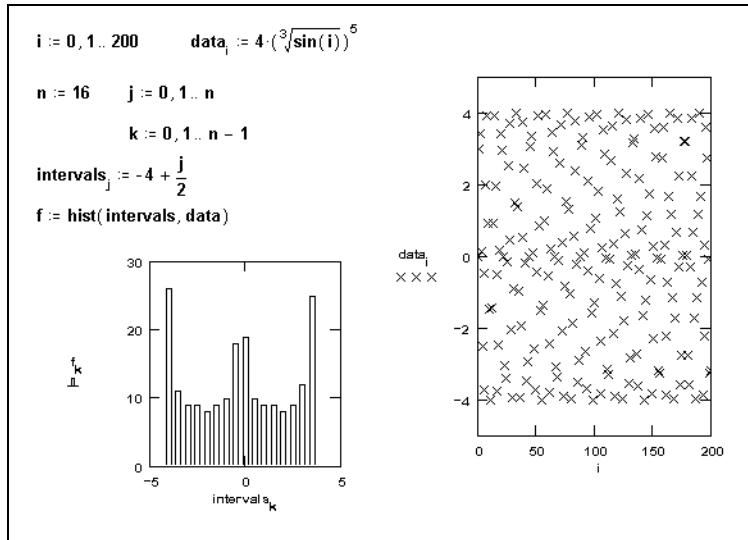 i := 0, 1.. 200 data_i := 4·(∛sin(i))^5
n := 16 j := 0, 1.. n
k := 0, 1.. n − 1
intervals_j := −4 + j/2
f := hist(intervals, data)
30
20
10
0
f_k
−5 0 5
intervals_k
4
2
0
−2
−4
data_i
0 50 100 150 200
i